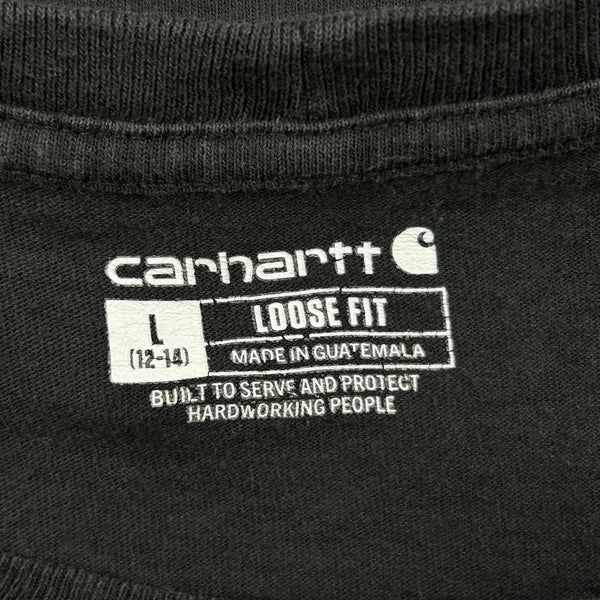 carhartt
L
(12-14)
LOOSE FIT
MADE IN GUATEMALA
BUILT TO SERVE AND PROTECT
HARDWORKING PEOPLE